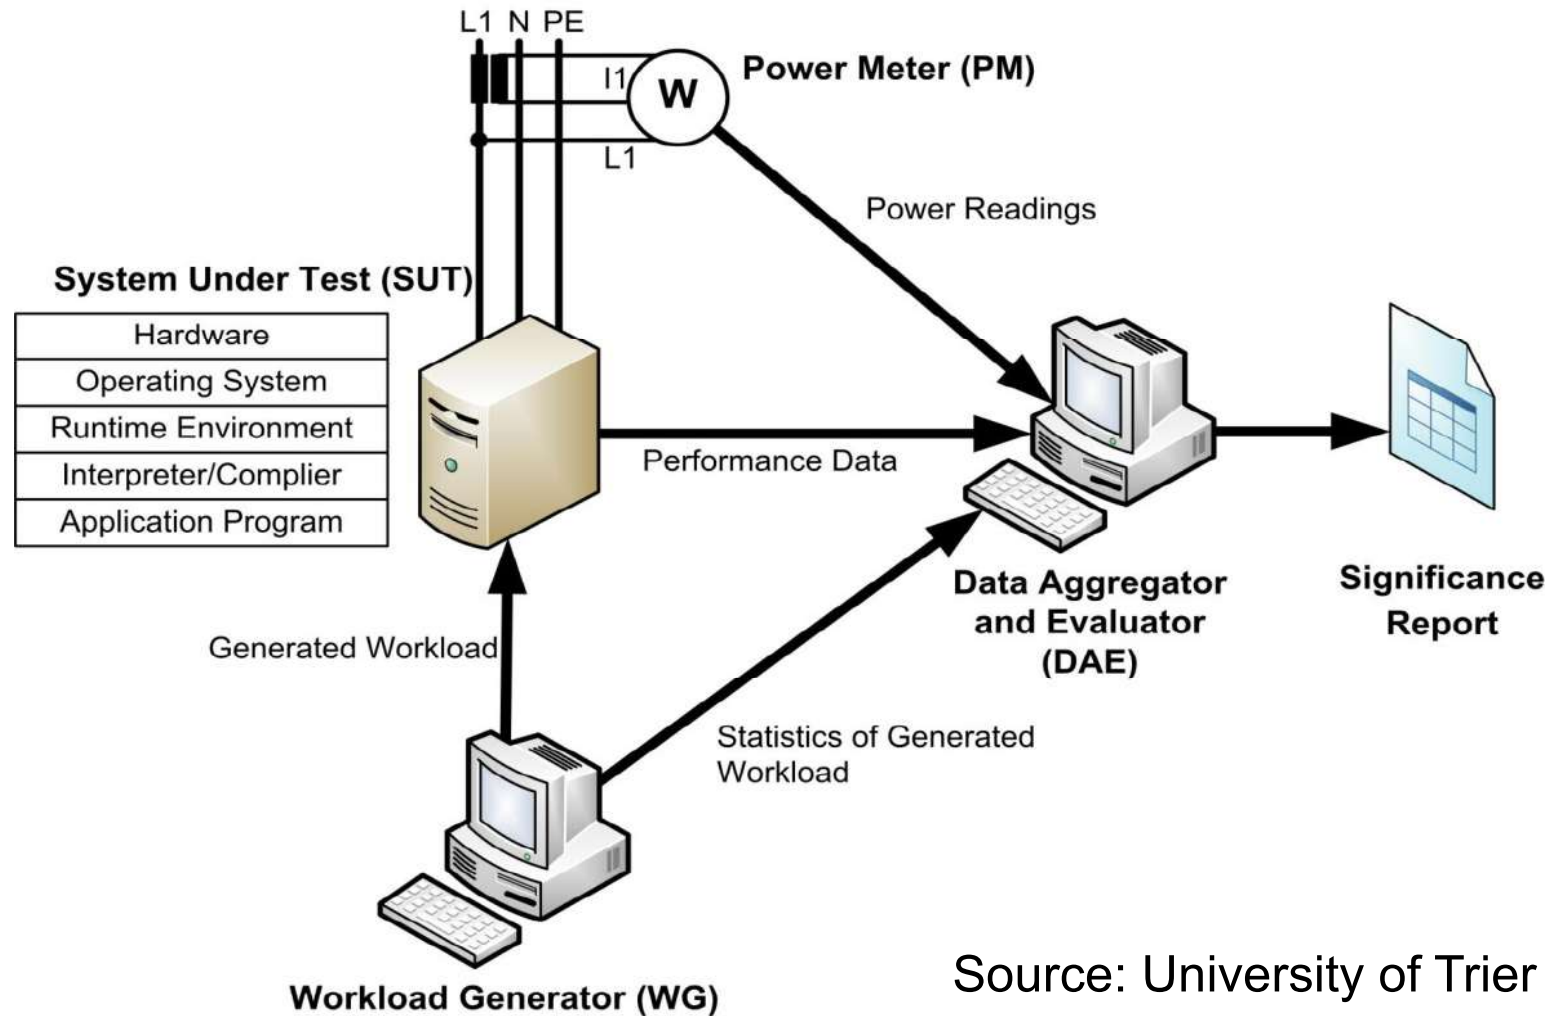 L1 N PE
I1
W
Power Meter (PM)
L1
Power Readings
System Under Test (SUT)
Hardware
Operating System
Runtime Environment
Interpreter/Complier
Application Program
Performance Data
Generated Workload
Data Aggregator
and Evaluator
(DAE)
Significance
Report
Statistics of Generated
Workload
Workload Generator (WG)
Source: University of Trier